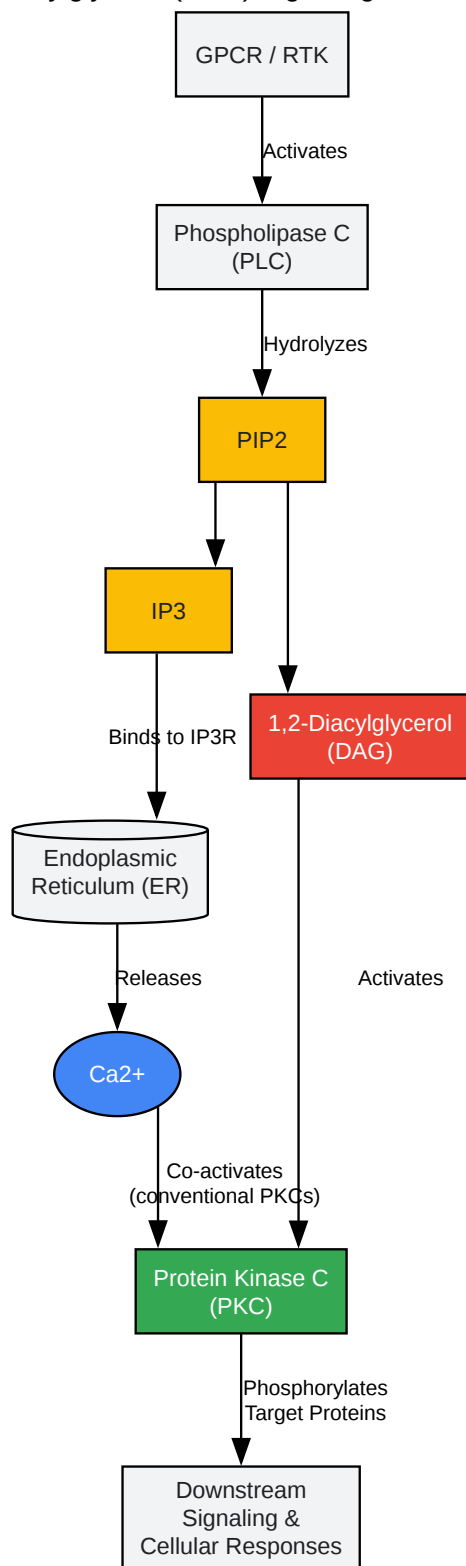 GPCR / RTK
Activates
Phospholipase C
(PLC)
Hydrolyzes
PIP2
IP3
1,2-Diacylglycerol
(DAG)
Binds to IP3R
Endoplasmic
Reticulum (ER)
Releases
Activates
Ca2+
Co-activates
(conventional PKCs)
Protein Kinase C
(PKC)
Phosphorylates
Target Proteins
Downstream
Signaling &
Cellular Responses